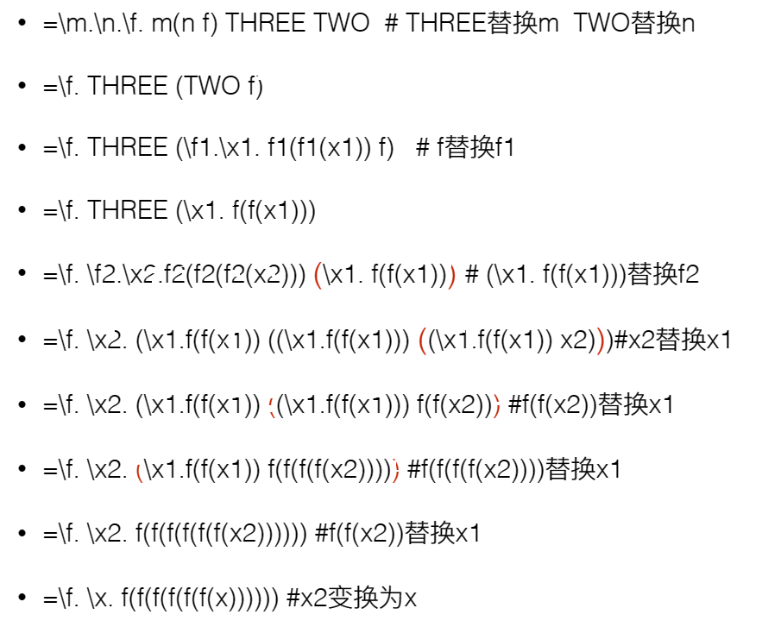 • =\m.\n.\f. m(n f) THREE TWO # THREE替换m TWO替换n
• =\f. THREE (TWO f)
• =\f. THREE (\f1.\x1. f1(f1(x1)) f) # f替换f1
• =\f. THREE (\x1. f(f(x1)))
• =\f. \f2.\x2.f2(f2(f2(x2))) (\x1. f(f(x1))) # (\x1. f(f(x1)))替换f2
• =\f. \x2. (\x1.f(f(x1)) ((\x1.f(f(x1))) ((\x1.f(f(x1)) x2)))#x2替换x1
• =\f. \x2. (\x1.f(f(x1)) ((\x1.f(f(x1))) f(f(x2))) #f(f(x2))替换x1
• =\f. \x2. (\x1.f(f(x1)) f(f(f(f(x2))))) #f(f(f(f(x2))))替换x1
• =\f. \x2. f(f(f(f(f(f(x2)))))) #f(f(x2))替换x1
• =\f. \x. f(f(f(f(f(f(x)))))) #x2变换为x